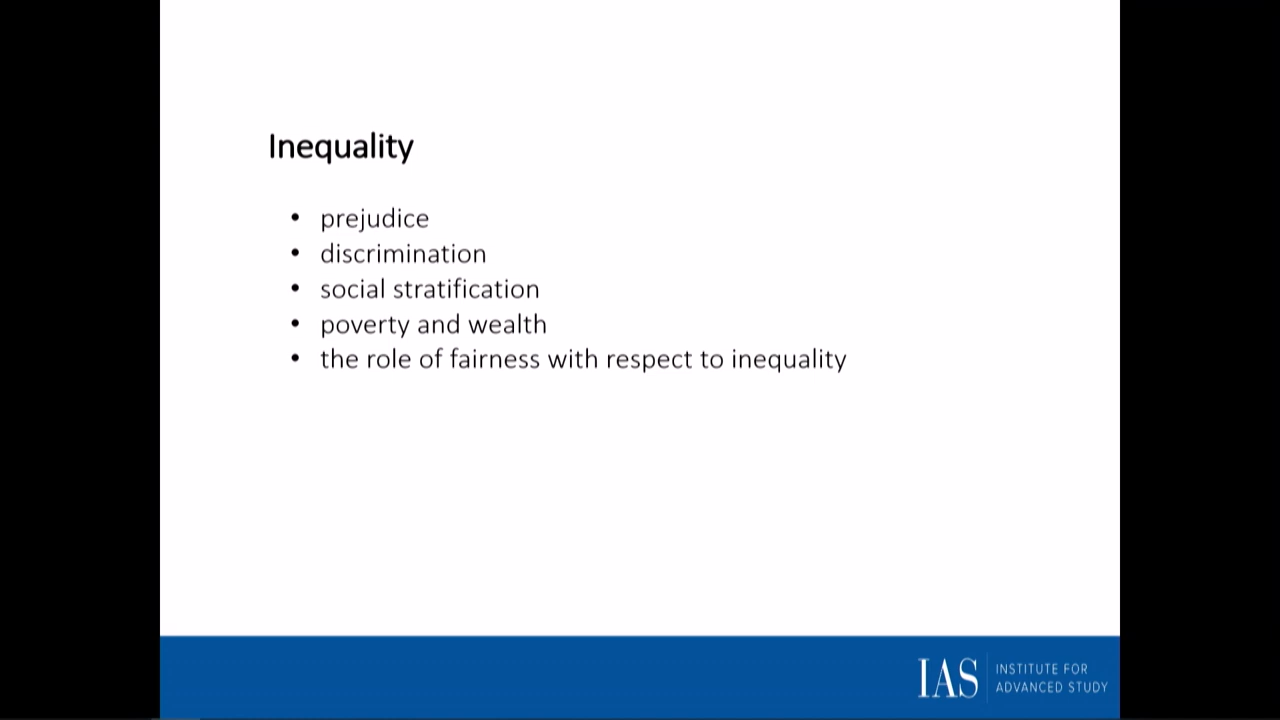 Inequality
• prejudice
• discrimination
• social stratification
• poverty and wealth
• the role of fairness with respect to inequality
IAS
INSTITUTE FOR
ADVANCED STUDY